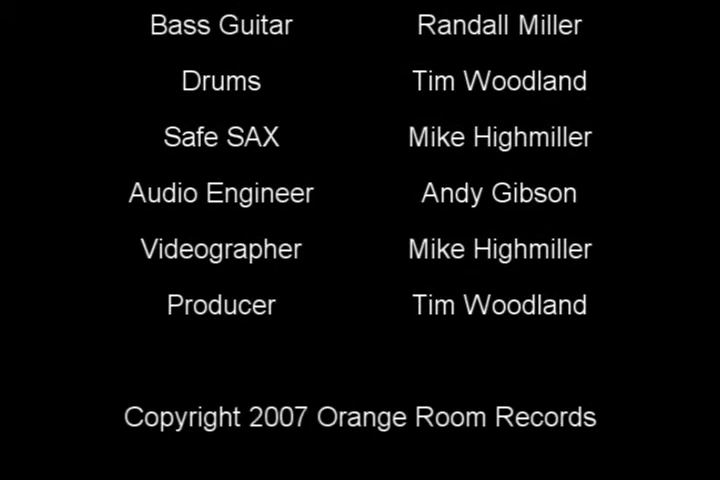 Bass Guitar Randall Miller
Drums Tim Woodland
Safe SAX Mike Highmiller
Audio Engineer Andy Gibson
Videographer Mike Highmiller
Producer Tim Woodland
Copyright 2007 Orange Room Records